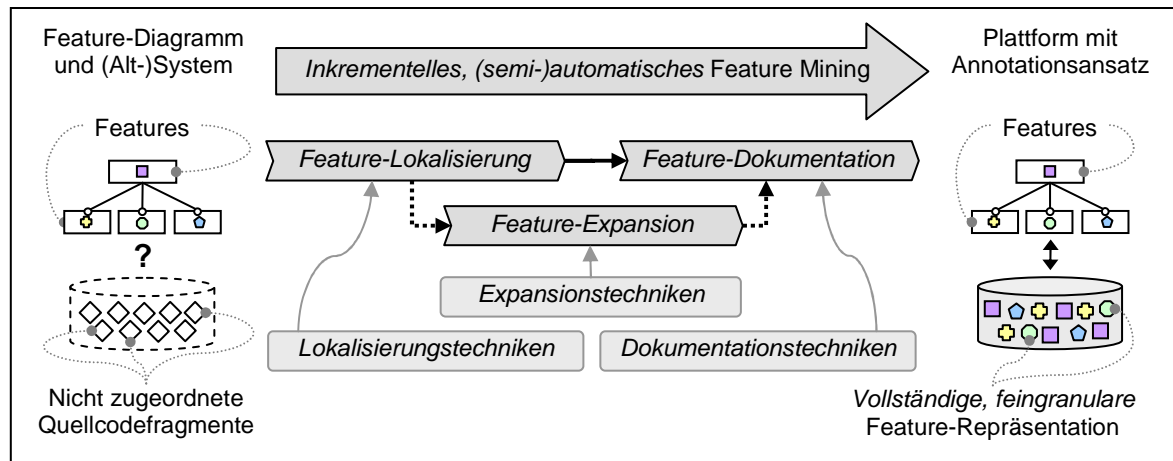 Feature-Diagramm
und (Alt-)System
Inkrementelles, (semi-)automatisches Feature Mining
Plattform mit
Annotationsansatz
Features
Features
Feature-Lokalisierung
Feature-Dokumentation
Feature-Expansion
?
Expansionstechniken
Lokalisierungstechniken
Dokumentationstechniken
Nicht zugeordnete
Quellcodefragmente
Vollständige, feingranulare
Feature-Repräsentation